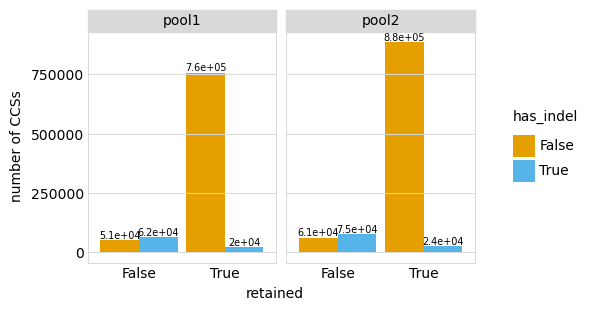 pool1
pool2
8.8e+05
7.6e+05
750000
number of CCSs
500000
250000
0
5.1e+04
6.2e+04
2e+04
6.1e+04
7.5e+04
2.4e+04
False
True
False
True
retained
has_indel
False
True